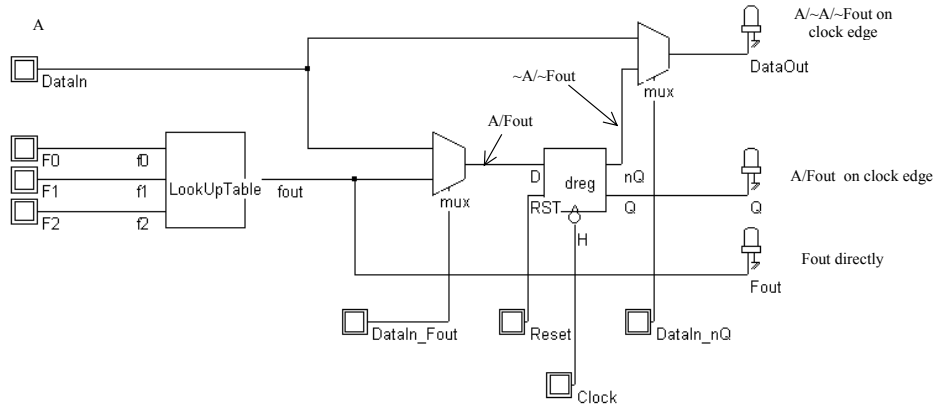 A
A/~A/~Fout on
clock edge
DataIn
DataOut
~A/~Fout
mux
A/Fout
F0 f0
F1 f1
F2 f2
LookUpTable
fout
mux
D
dreg
nQ
RST
Q
H
A/Fout on clock edge
Q
Fout directly
Fout
DataIn_Fout
Reset
DataIn_nQ
Clock